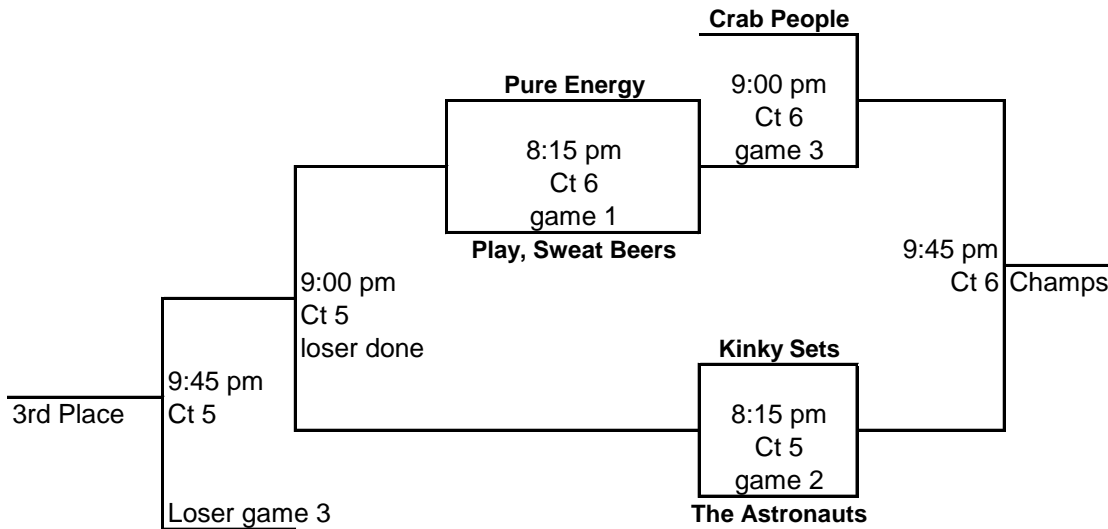 Crab People
Pure Energy
9:00 pm
Ct 6
game 3
8:15 pm
Ct 6
game 1
Play, Sweat Beers
9:45 pm
Ct 6
Champs
9:00 pm
Ct 5
loser done
Kinky Sets
9:45 pm
Ct 5
3rd Place
8:15 pm
Ct 5
game 2
Loser game 3
The Astronauts